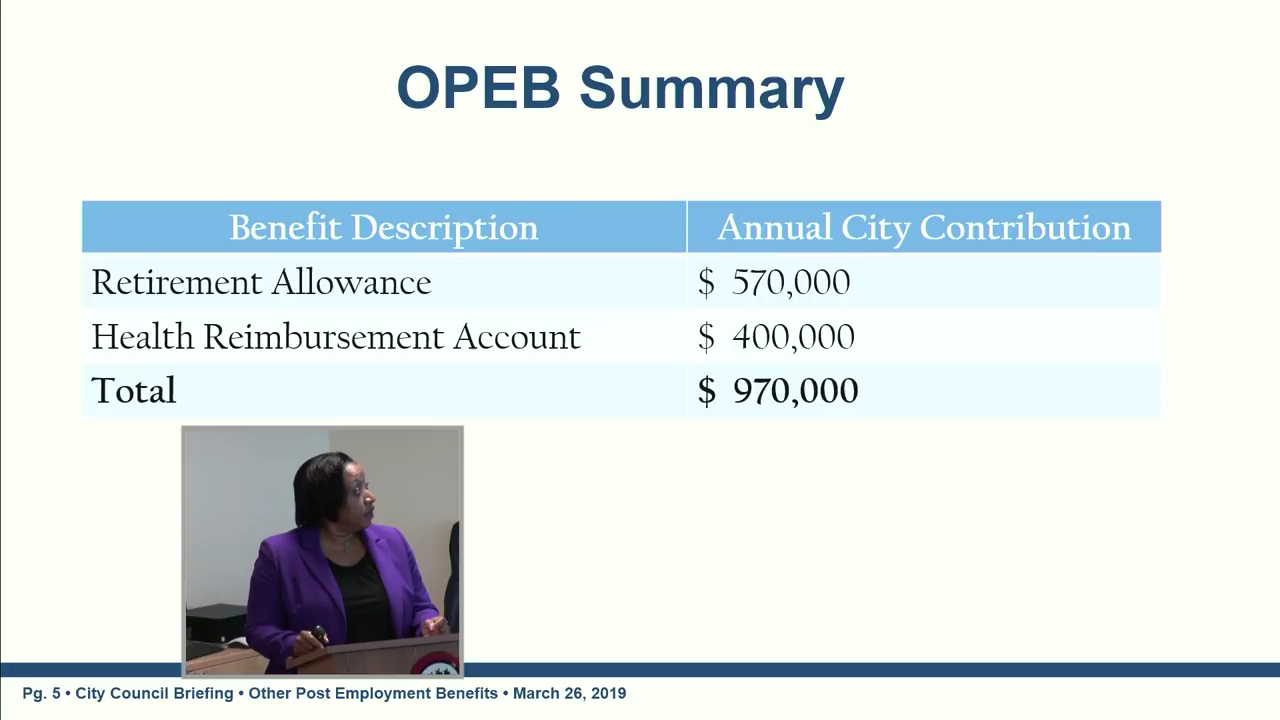 OPEB Summary
Benefit Description Annual City Contribution
Retirement Allowance $ 570,000
Health Reimbursement Account $ 400,000
Total $ 970,000
Pg. 5 • City Council Briefing • Other Post Employment Benefits • March 26, 2019